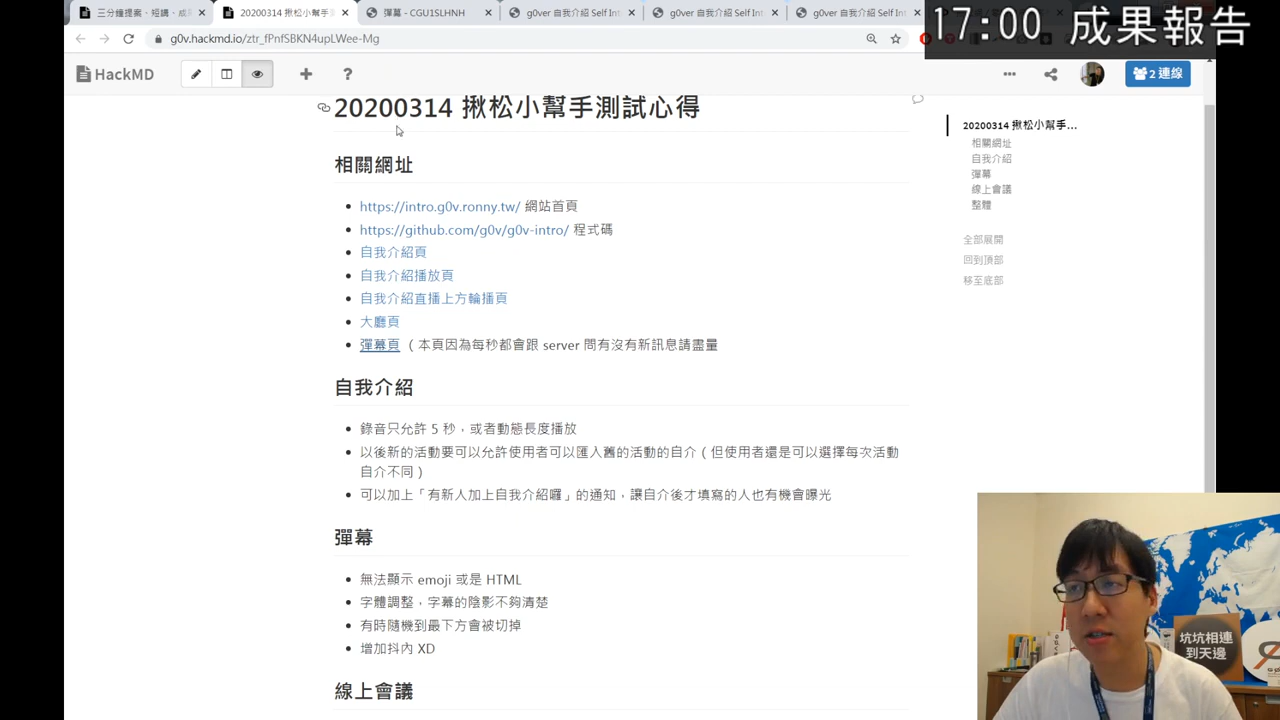 三分鐘提案、短講、成
20200314 揪松小幫手
彈幕 - CGU1SLHNH
g0ver 自我介紹 Self Int
g0ver 自我介紹 Self Int
g0ver 自我介紹 Self Int
17:00 成果報告
g0v.hackmd.io/ztr_fPnfSBKN4upLWee-Mg
HackMD
2 連線
20200314 揪松小幫手測試心得
相關網址
https://intro.g0v.ronny.tw/ 網站首頁
https://github.com/g0v/g0v-intro/ 程式碼
自我介紹頁
自我介紹播放頁
自我介紹直播上方輪播頁
大廳頁
彈幕頁 （本頁因為每秒都會跟 server 問有沒有新訊息請盡量
自我介紹
錄音只允許 5 秒，或者動態長度播放
以後新的活動要可以允許使用者可以匯入舊的活動的自介（但使用者還是可以選擇每次活動
自介不同）
可以加上「有新人加上自我介紹囉」的通知，讓自介後才填寫的人也有機會曝光
彈幕
無法顯示 emoji 或是 HTML
字體調整，字幕的陰影不夠清楚
有時隨機到最下方會被切掉
增加抖內 XD
線上會議
20200314 揪松小幫手...
相關網址
自我介紹
彈幕
線上會議
整體
全部展開
回到頂部
移至底部
坑坑相連
到天邊